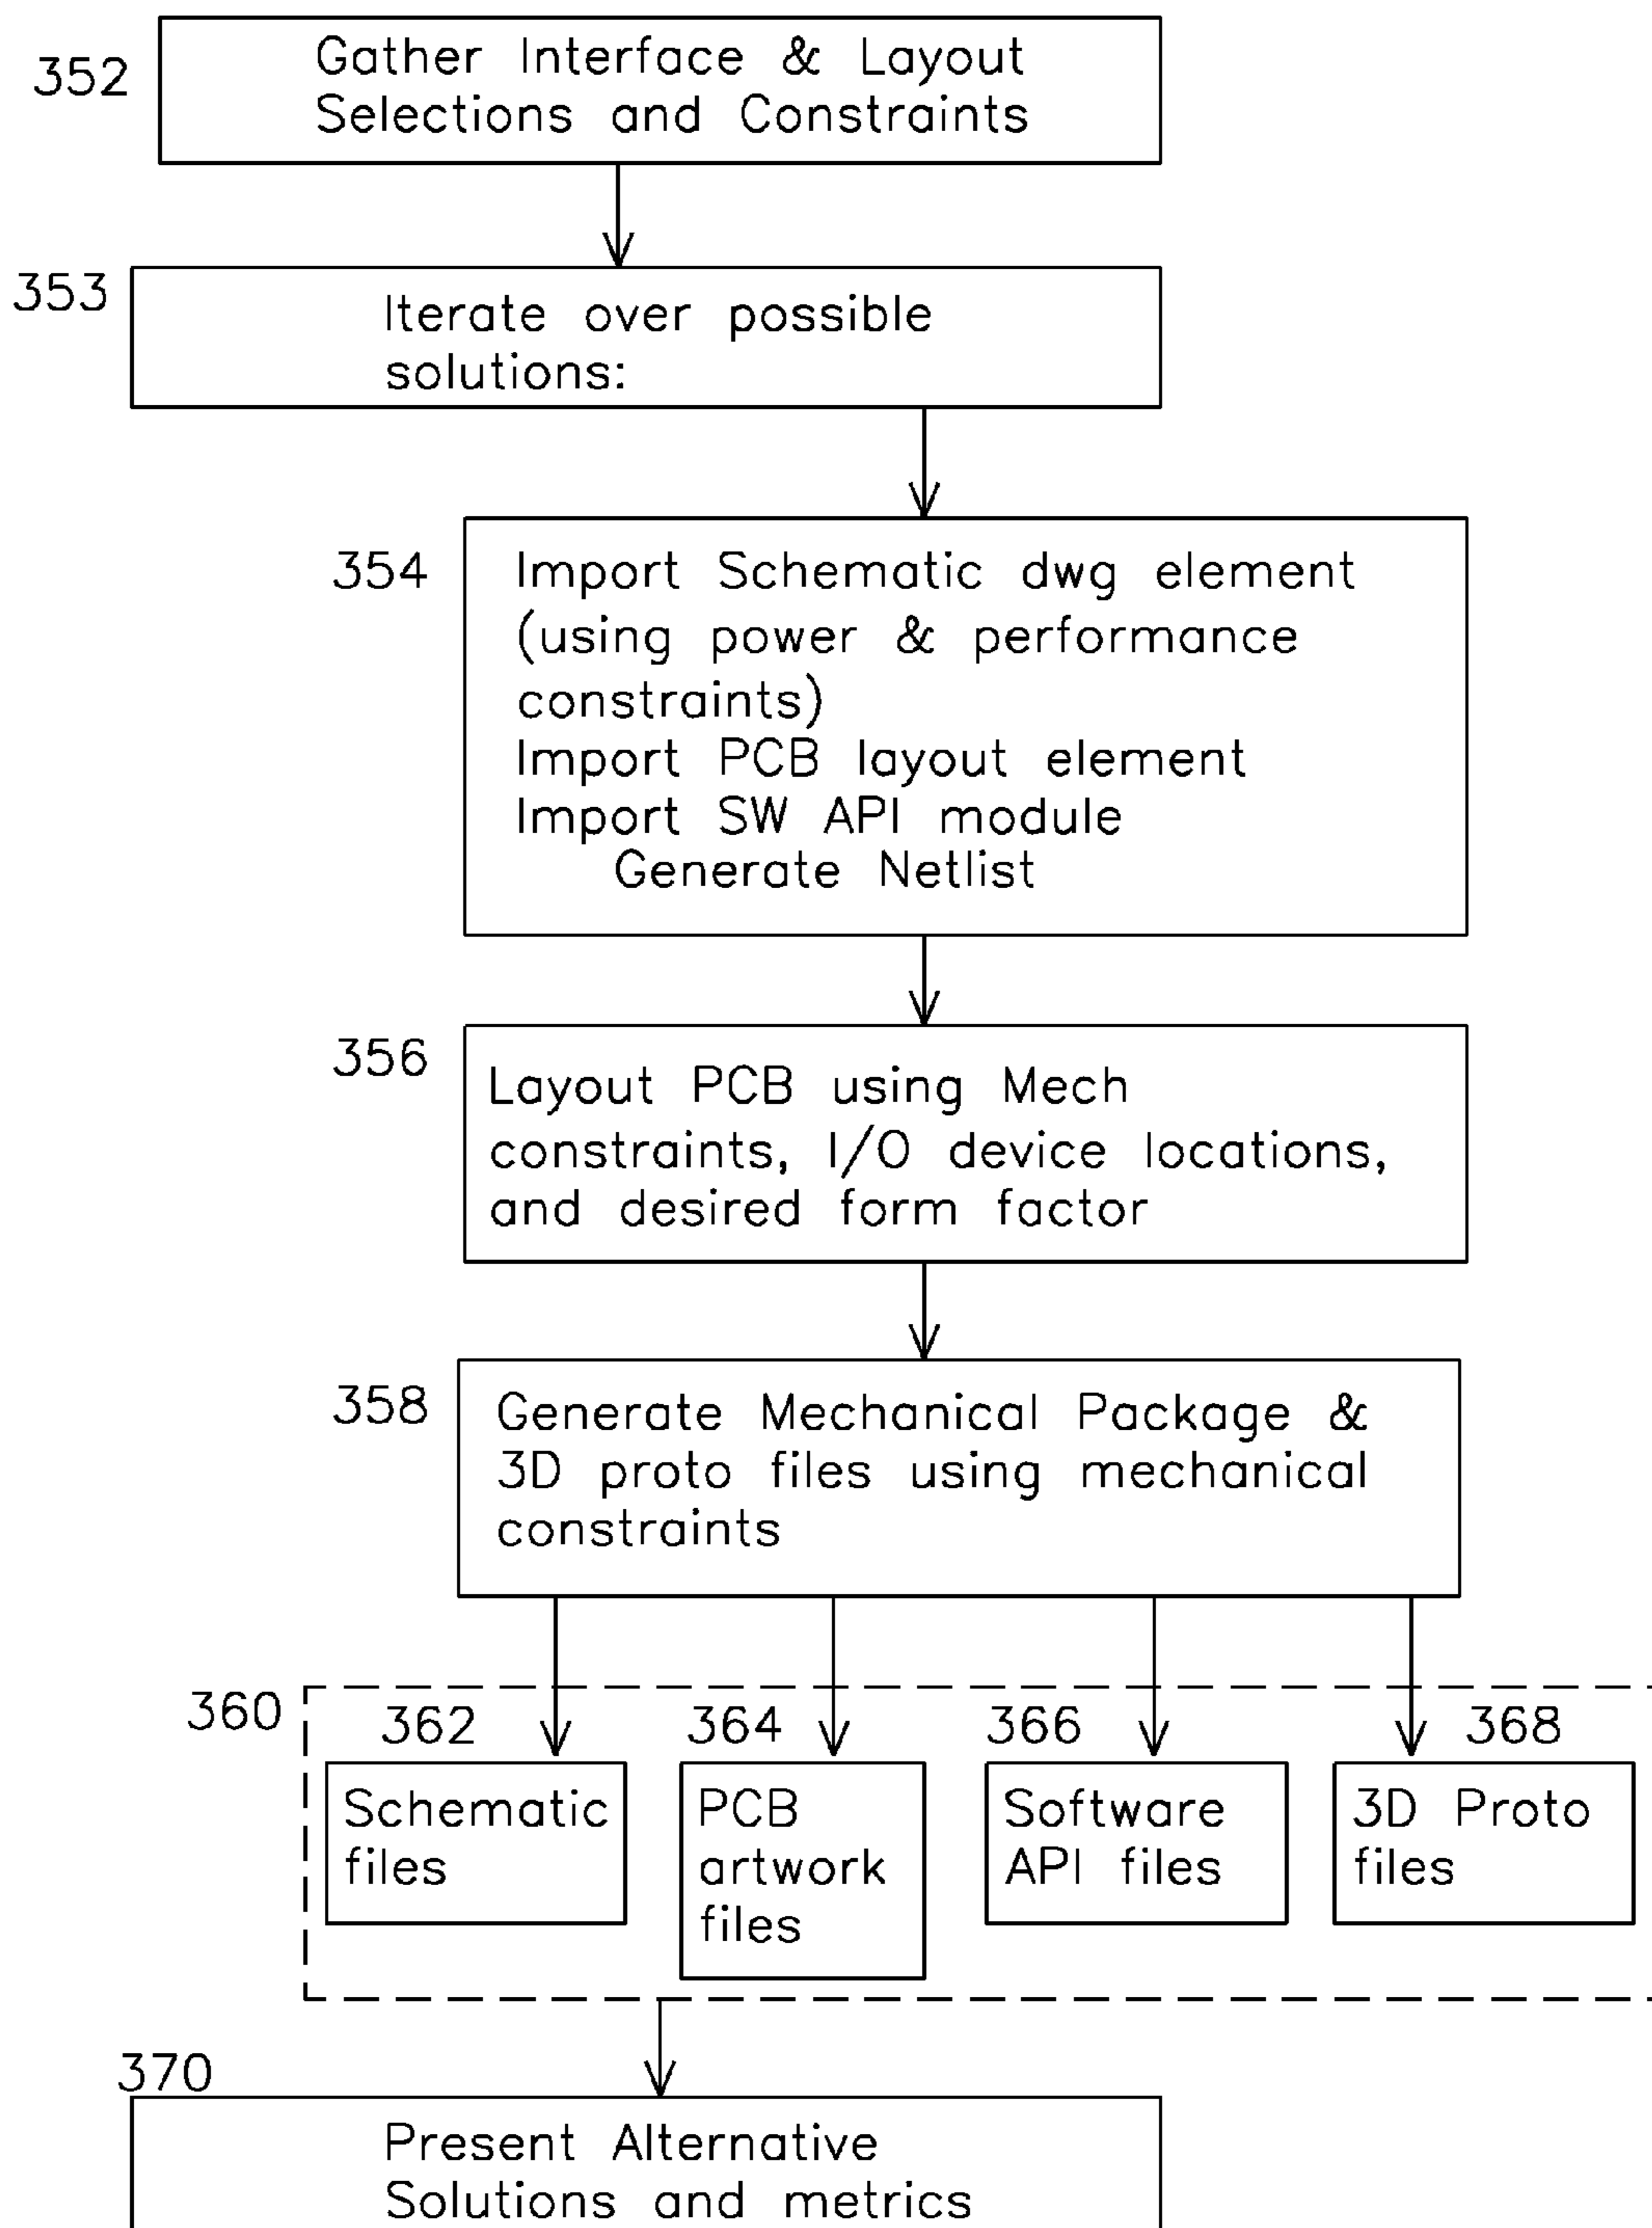 352
Gather Interface & Layout
Selections and Constraints
353
Iterate over possible
solutions:
354
Import Schematic dwg element
(using power & performance
constraints)
Import PCB layout element
Import SW API module
Generate Netlist
356
Layout PCB using Mech
constraints, I/O device locations,
and desired form factor
358
Generate Mechanical Package &
3D proto files using mechanical
constraints
360
362
Schematic
files
364
PCB
artwork
files
366
Software
API files
368
3D Proto
files
370
Present Alternative
Solutions and metrics